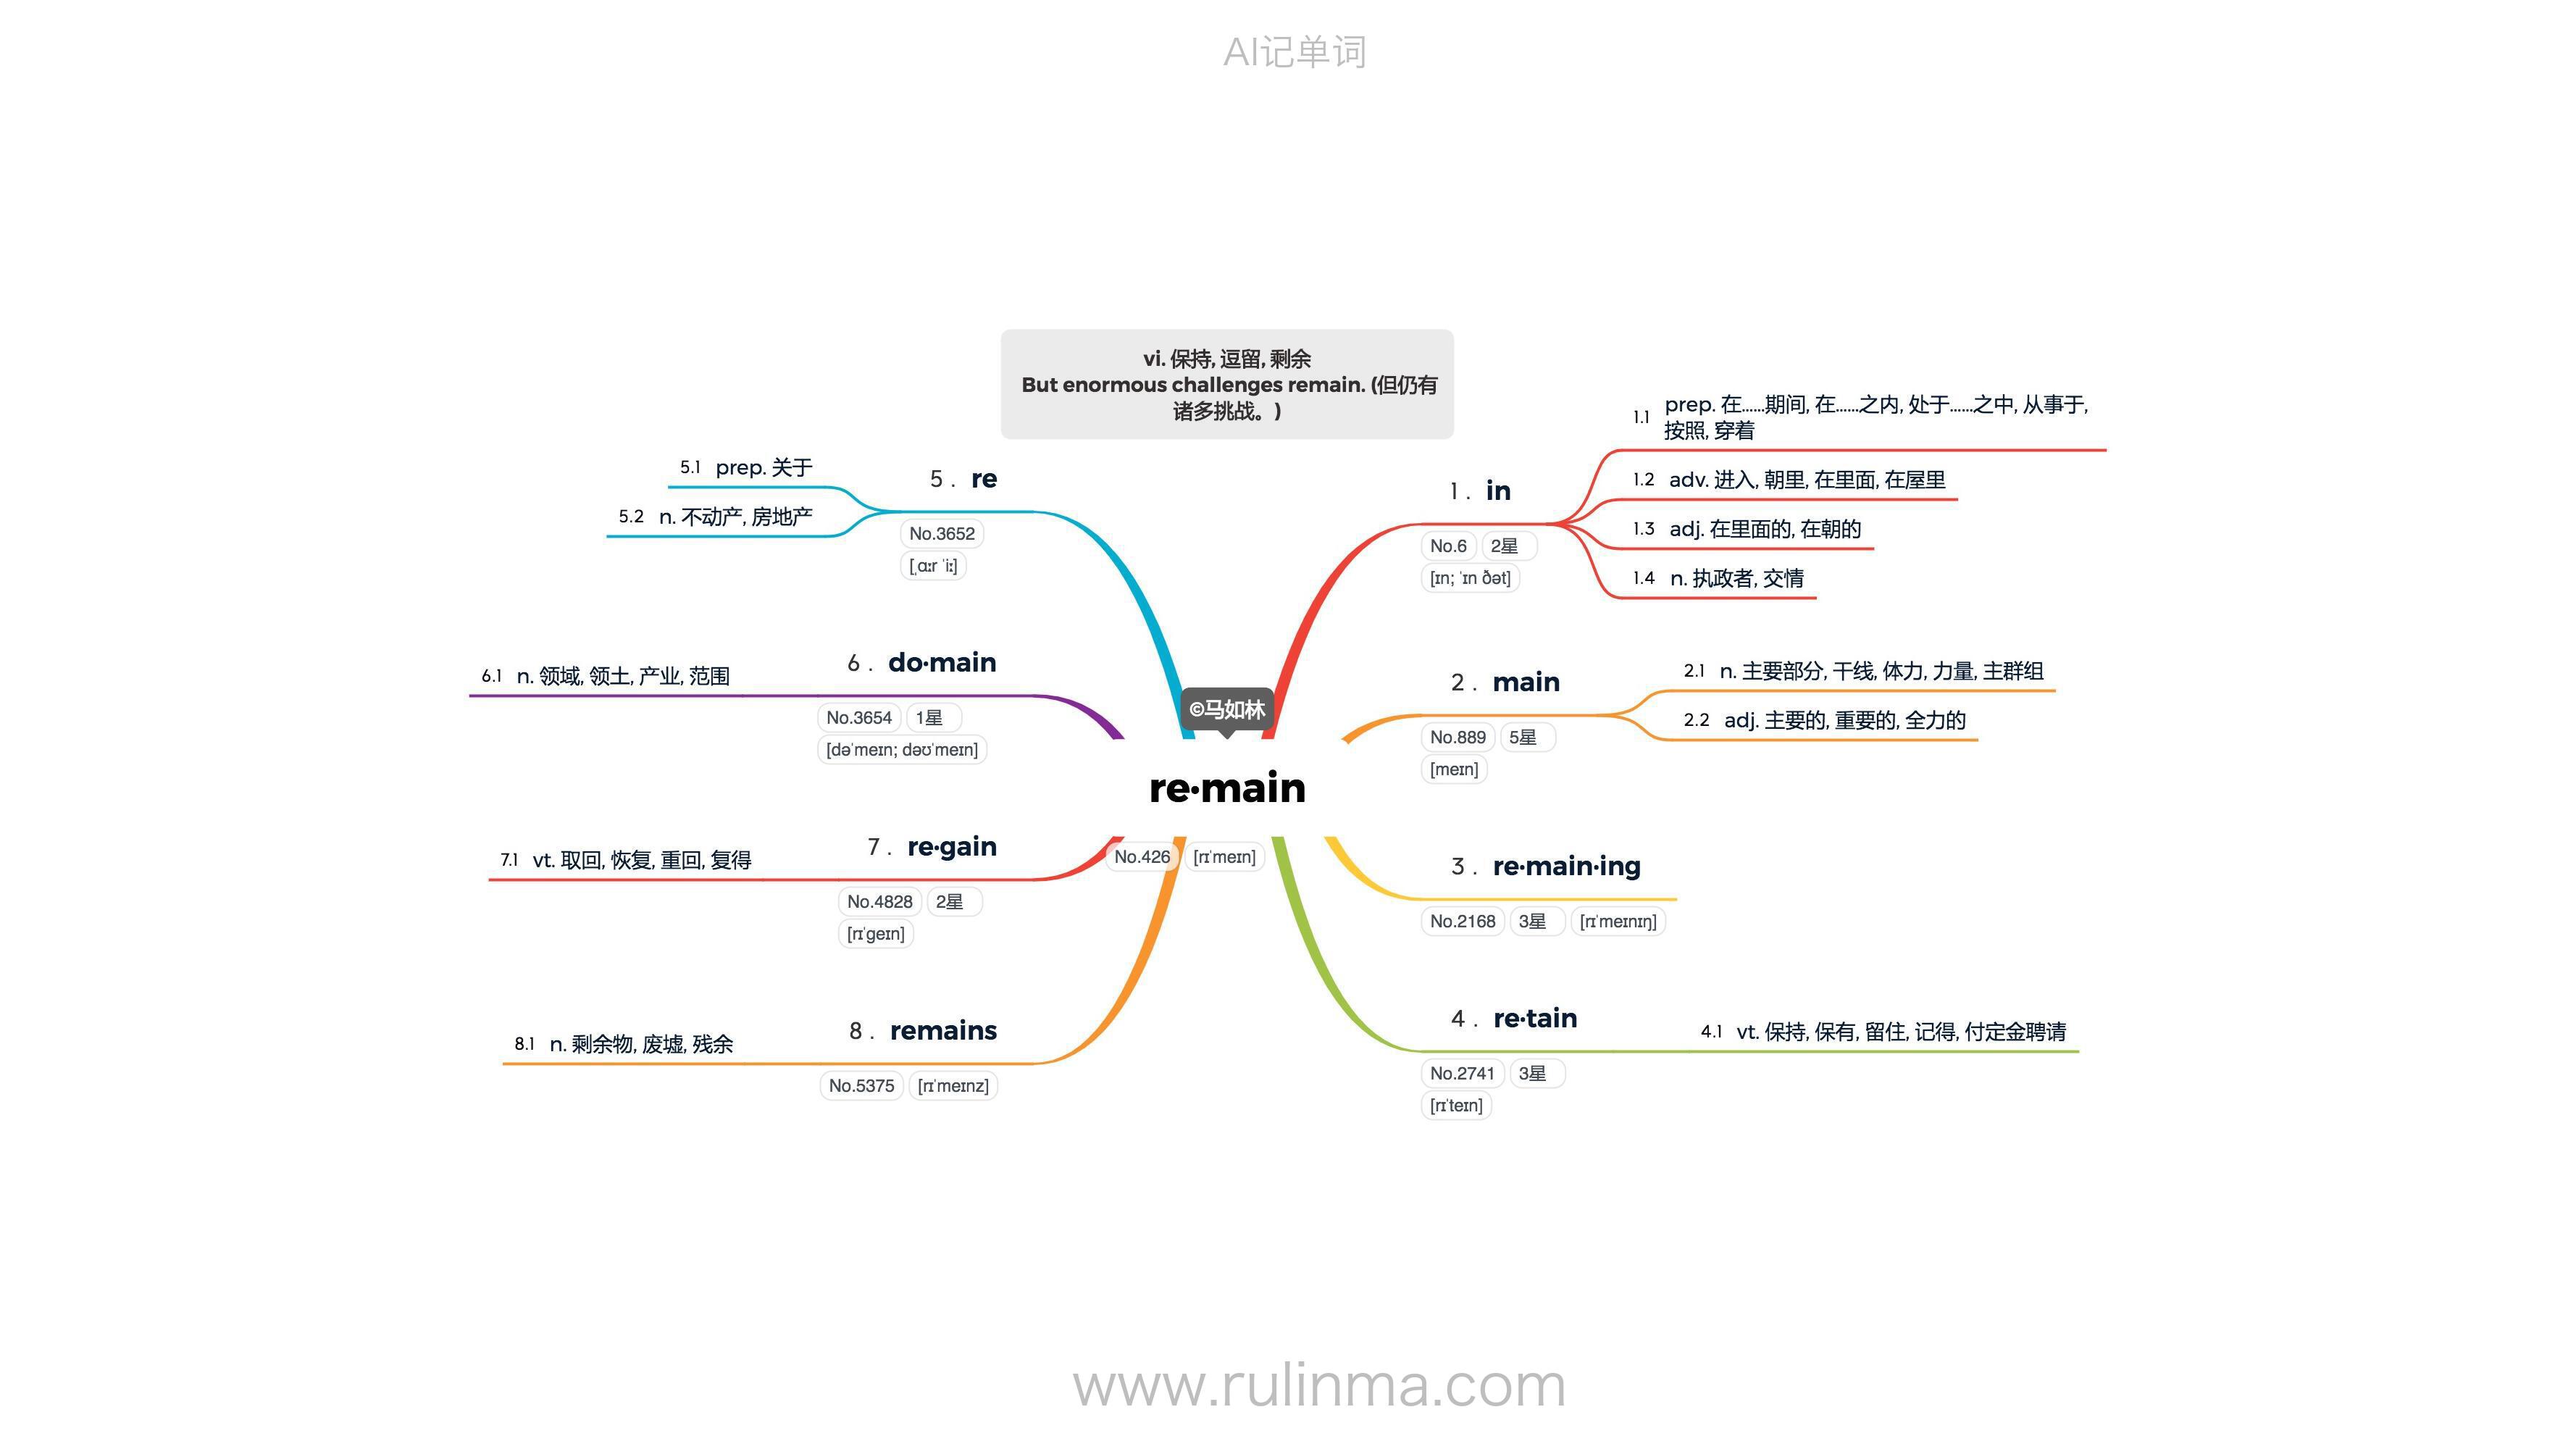 AI记单词
vi. 保持, 逗留, 剩余
But enormous challenges remain. (但仍有
诸多挑战。)
©马如林
re·main
No.426 [rɪˈmeɪn]
1 . in
No.6 2星
[ɪn; ˈɪn ðət]
1.1 prep. 在……期间, 在……之内, 处于……之中, 从事于,
按照, 穿着
1.2 adv. 进入, 朝里, 在里面, 在屋里
1.3 adj. 在里面的, 在朝的
1.4 n. 执政者, 交情
2 . main
No.889 5星
[meɪn]
2.1 n. 主要部分, 干线, 体力, 力量, 主群组
2.2 adj. 主要的, 重要的, 全力的
3 . re·main·ing
No.2168 3星 [rɪˈmeɪnɪŋ]
4 . re·tain
No.2741 3星
[rɪˈteɪn]
4.1 vt. 保持, 保有, 留住, 记得, 付定金聘请
5 . re
No.3652
[ˌɑːr ˈiː]
5.1 prep. 关于
5.2 n. 不动产, 房地产
6 . do·main
No.3654 1星
[dəˈmeɪn; dəʊˈmeɪn]
6.1 n. 领域, 领土, 产业, 范围
7 . re·gain
No.4828 2星
[rɪˈɡeɪn]
7.1 vt. 取回, 恢复, 重回, 复得
8 . remains
No.5375 [rɪˈmeɪnz]
8.1 n. 剩余物, 废墟, 残余
www.rulinma.com